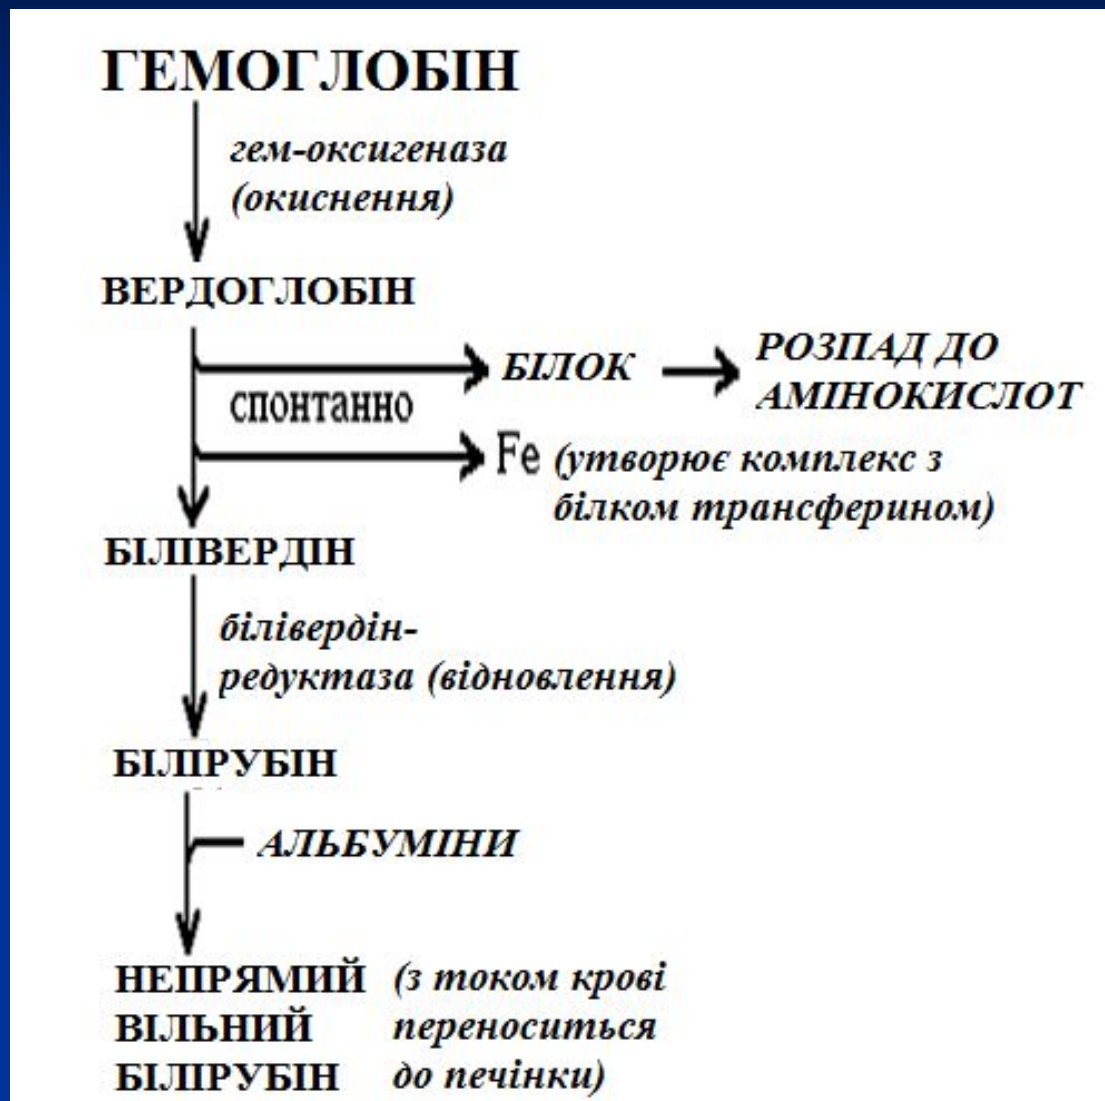 ГЕМОГЛОБІН
гем-оксигеназа
(окиснення)
ВЕРДОГЛОБІН
БІЛОК
РОЗПАД ДО
АМІНОКИСЛОТ
спонтанно
Fe (утворює комплекс з
білком трансферином)
БІЛІВЕРДІН
білівердін-
редуктаза (відновлення)
БІЛІРУБІН
АЛЬБУМІНИ
НЕПРЯМИЙ (з током крові
ВІЛЬНИЙ переноситься
БІЛІРУБІН до печінки)